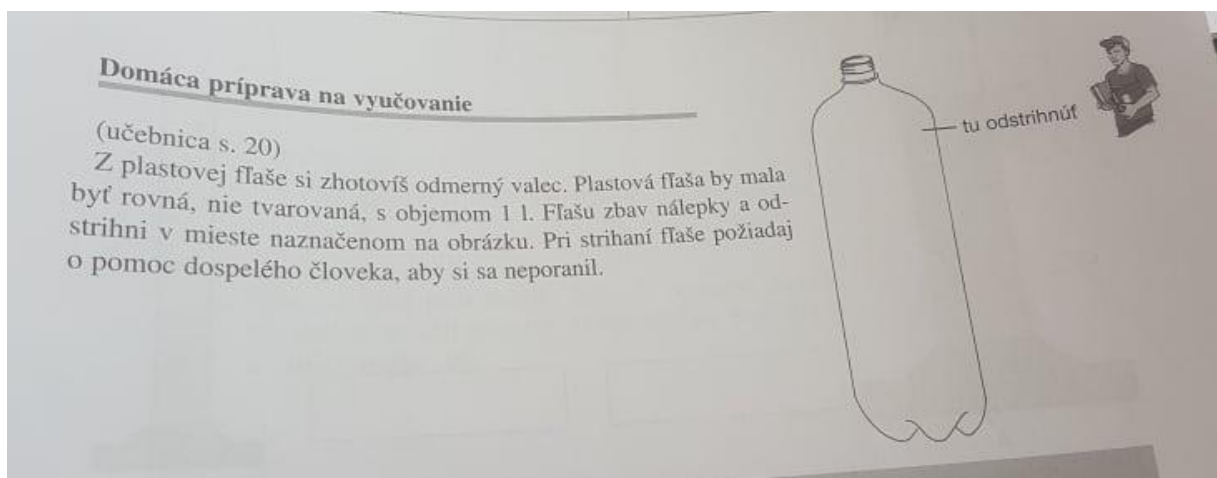 Domáca príprava na vyučovanie
(učebnica s. 20)
Z plastovej fľaše si zhotovíš odmerný valec. Plastová fľaša by mala
byť rovná, nie tvarovaná, s objemom 1 l. Fľašu zbav nálepky a od-
strihni v mieste naznačenom na obrázku. Pri strihaní fľaše požiadaj
o pomoc dospelého človeka, aby si sa neporanil.
tu odstrihnúť